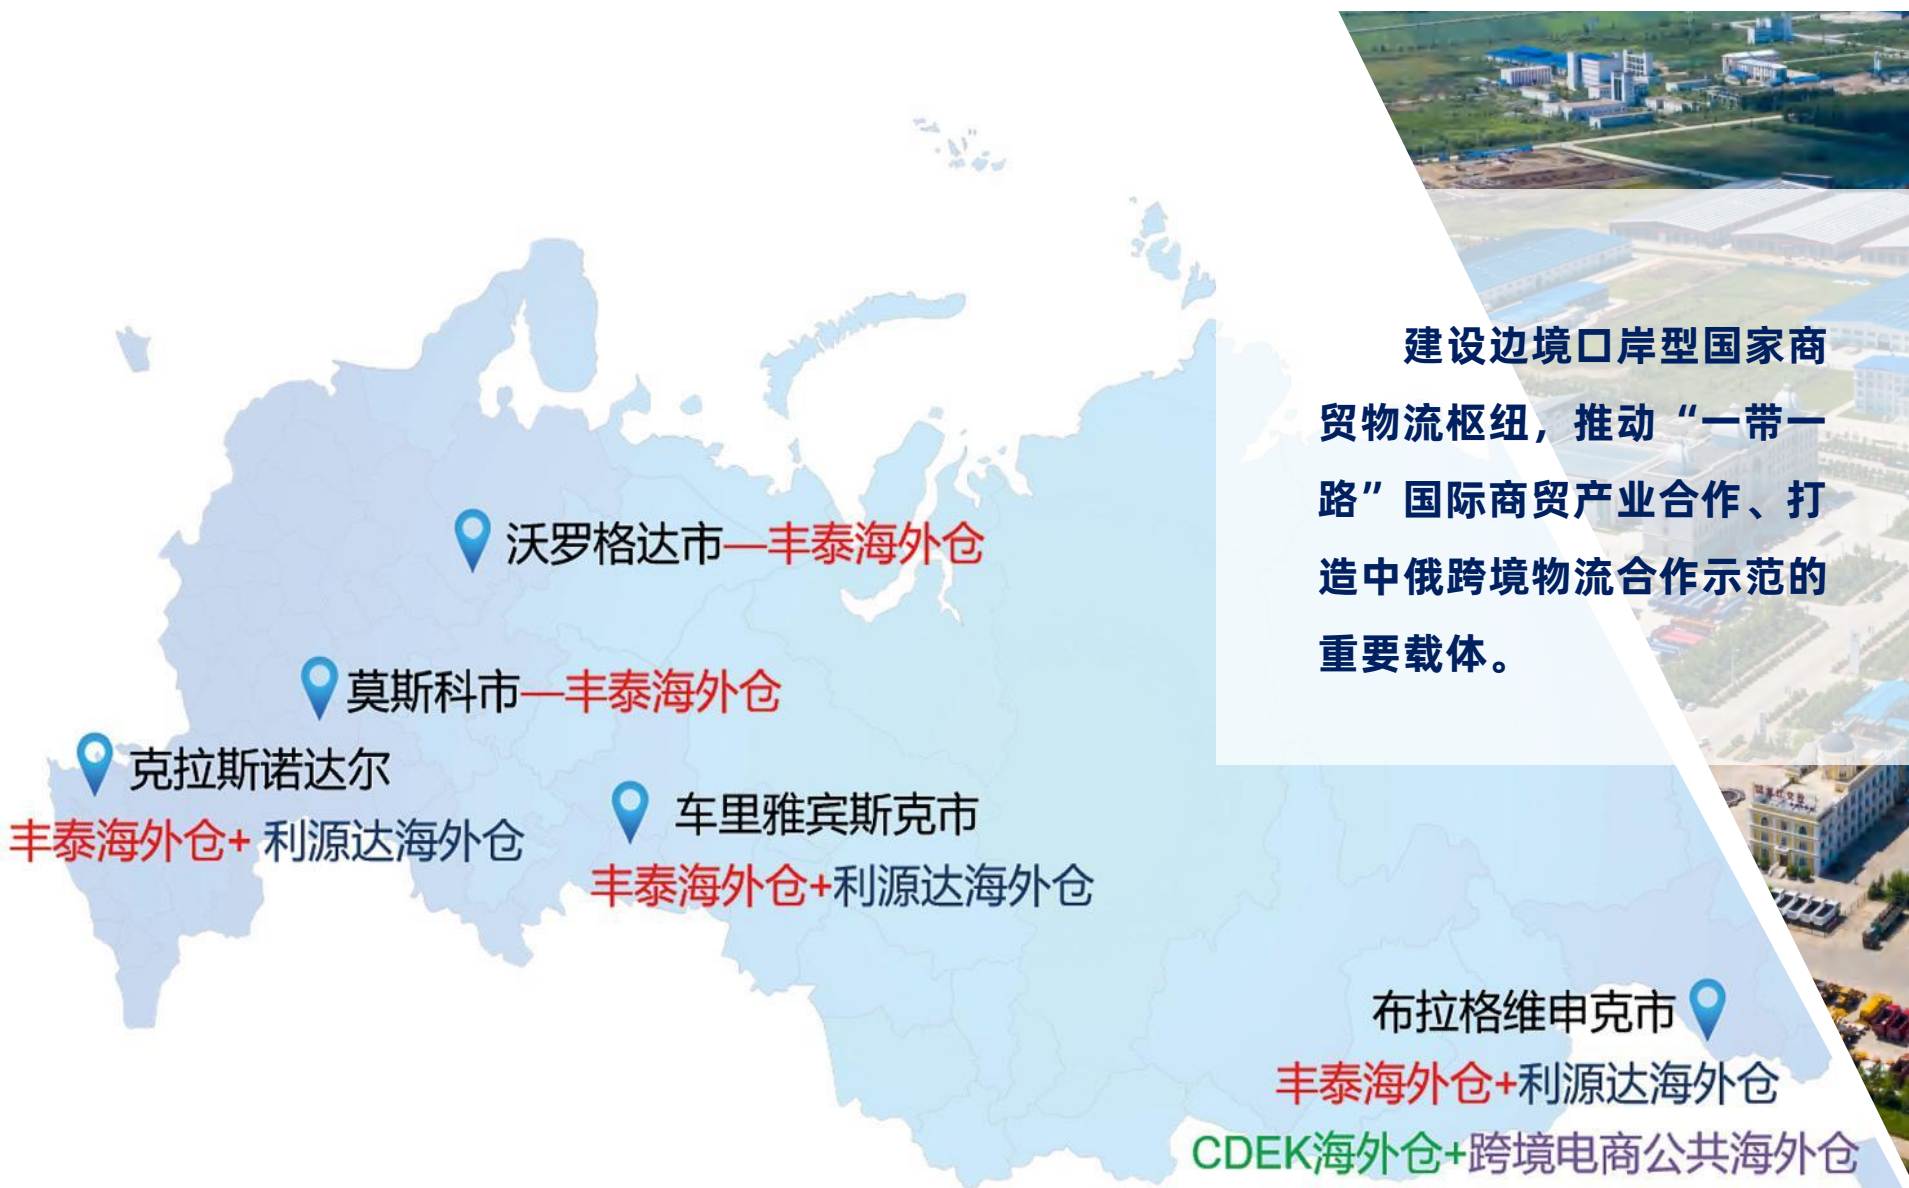 建设边境口岸型国家商
贸物流枢纽，推动“一带一
路”国际商贸产业合作、打
造中俄跨境物流合作示范的
重要载体。
沃罗格达市—丰泰海外仓
莫斯科市—丰泰海外仓
克拉斯诺达尔
丰泰海外仓+ 利源达海外仓
车里雅宾斯克市
丰泰海外仓+利源达海外仓
布拉格维申克市
丰泰海外仓+利源达海外仓
CDEK海外仓+跨境电商公共海外仓